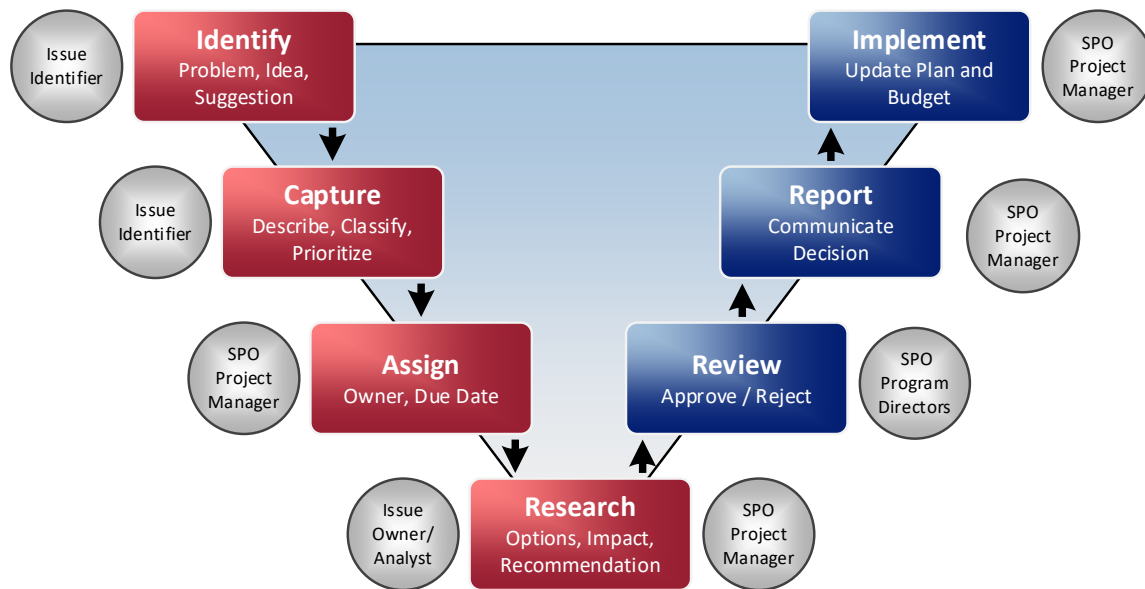 Issue
Identifier
Identify
Problem, Idea,
Suggestion
Implement
Update Plan and
Budget
SPO
Project
Manager
Issue
Identifier
Capture
Describe, Classify,
Prioritize
Report
Communicate
Decision
SPO
Project
Manager
SPO
Project
Manager
Assign
Owner, Due Date
Review
Approve / Reject
SPO
Program
Directors
Issue
Owner/
Analyst
Research
Options, Impact,
Recommendation
SPO
Project
Manager